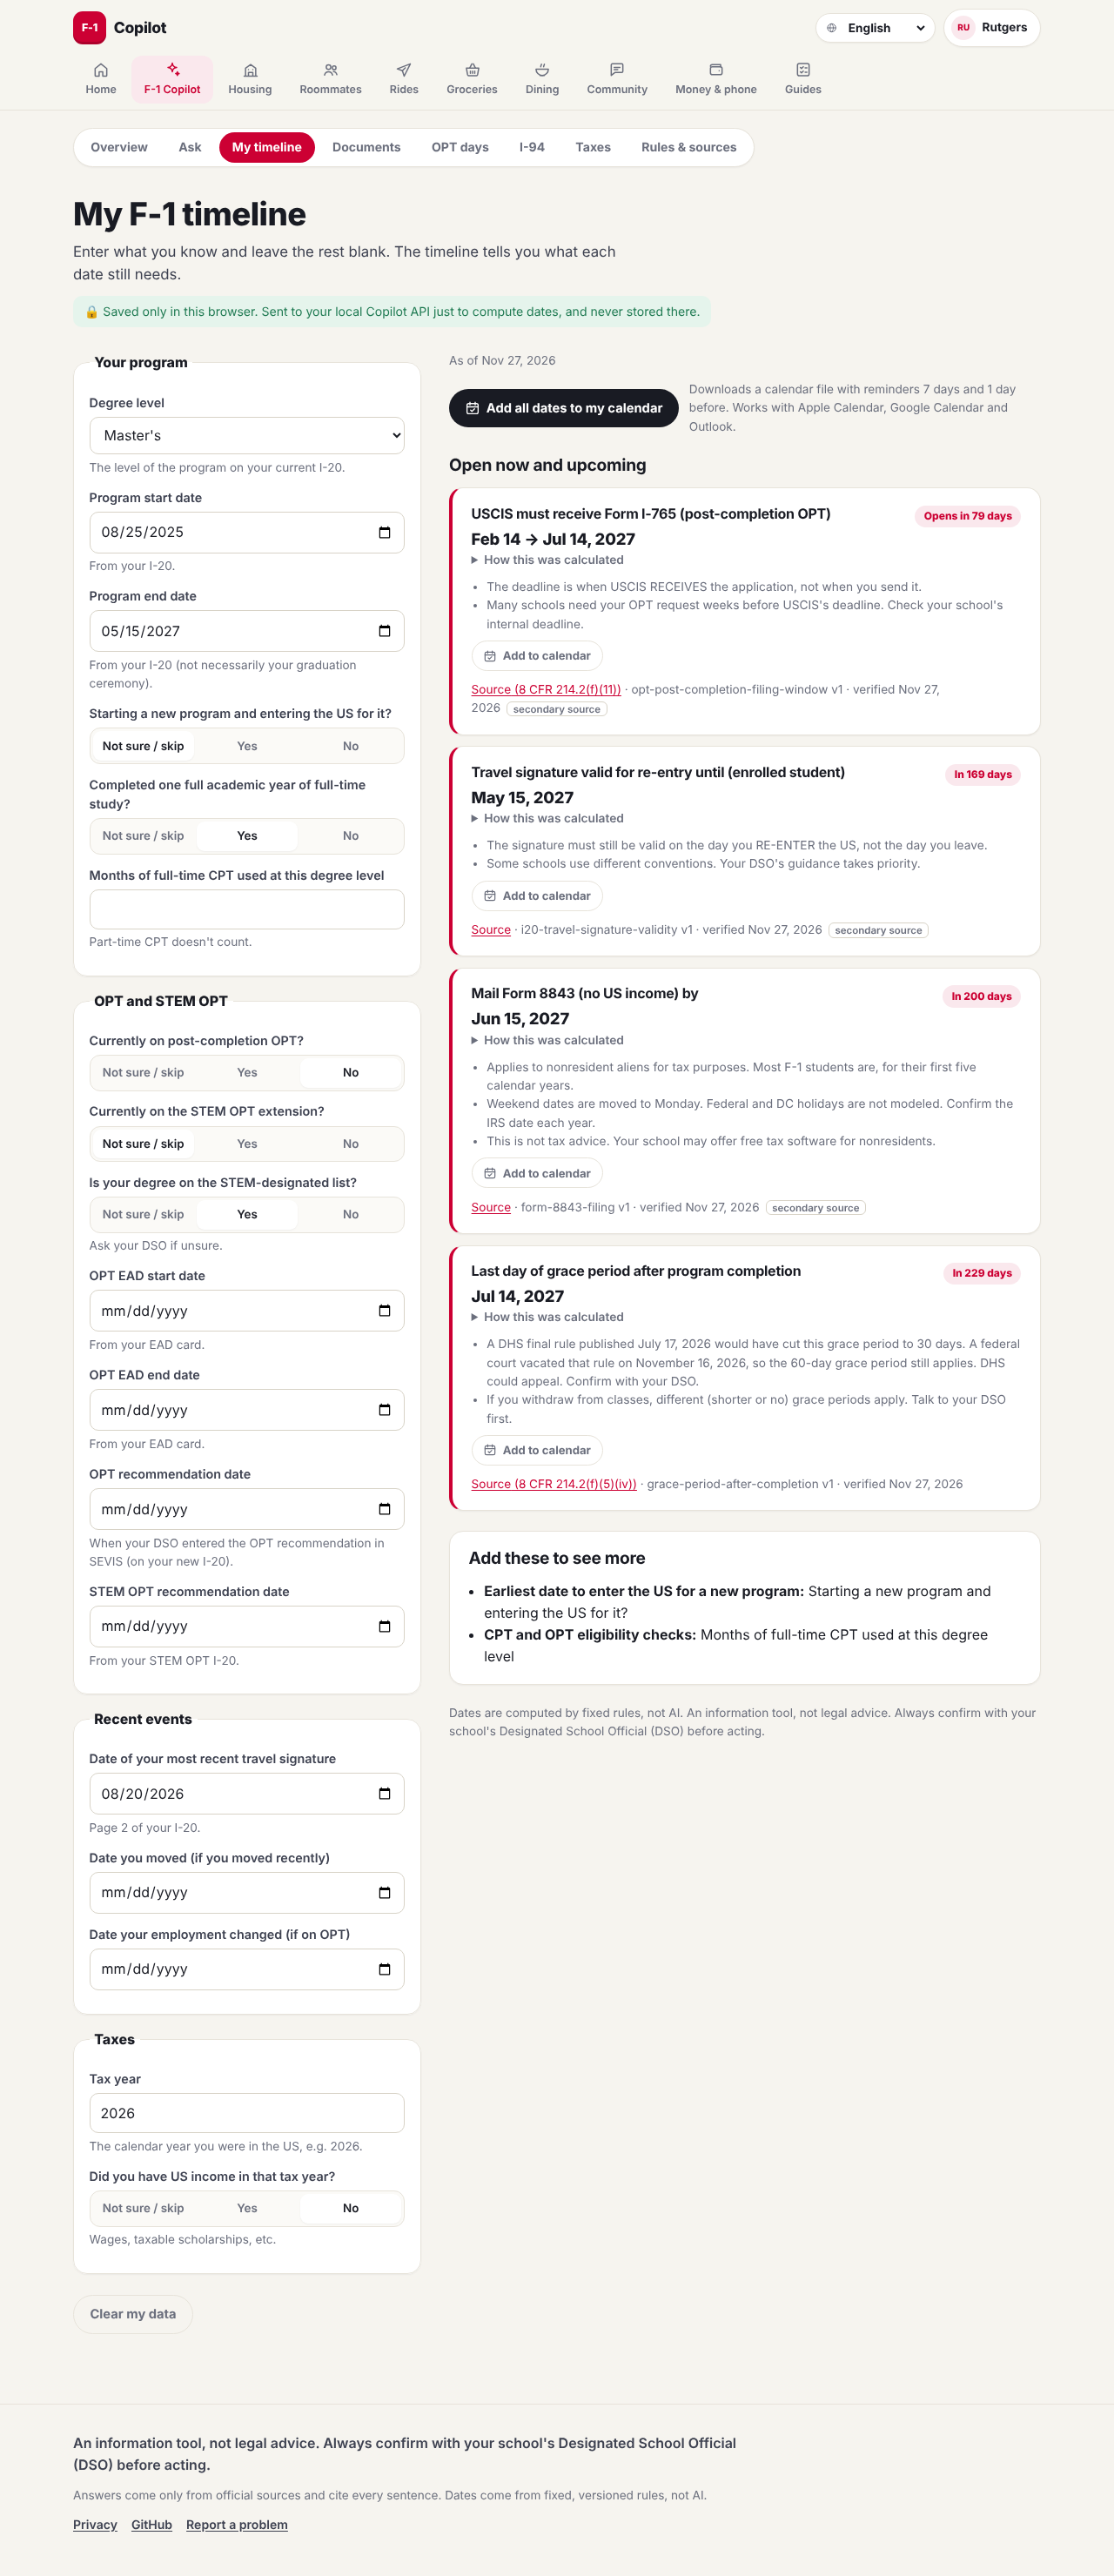 F-1 Copilot
English
RU Rutgers
Home
F-1 Copilot
Housing
Roommates
Rides
Groceries
Dining
Community
Money & phone
Guides
Overview
Ask
My timeline
Documents
OPT days
I-94
Taxes
Rules & sources
My F-1 timeline
Enter what you know and leave the rest blank. The timeline tells you what each
date still needs.
🔒 Saved only in this browser. Sent to your local Copilot API just to compute dates, and never stored there.
Your program
Degree level
Master's
The level of the program on your current I-20.
Program start date
08/25/2025
From your I-20.
Program end date
05/15/2027
From your I-20 (not necessarily your graduation
ceremony).
Starting a new program and entering the US for it?
Not sure / skip Yes No
Completed one full academic year of full-time
study?
Not sure / skip Yes No
Months of full-time CPT used at this degree level
Part-time CPT doesn't count.
OPT and STEM OPT
Currently on post-completion OPT?
Not sure / skip Yes No
Currently on the STEM OPT extension?
Not sure / skip Yes No
Is your degree on the STEM-designated list?
Not sure / skip Yes No
Ask your DSO if unsure.
OPT EAD start date
mm/dd/yyyy
From your EAD card.
OPT EAD end date
mm/dd/yyyy
From your EAD card.
OPT recommendation date
mm/dd/yyyy
When your DSO entered the OPT recommendation in
SEVIS (on your new I-20).
STEM OPT recommendation date
mm/dd/yyyy
From your STEM OPT I-20.
Recent events
Date of your most recent travel signature
08/20/2026
Page 2 of your I-20.
Date you moved (if you moved recently)
mm/dd/yyyy
Date your employment changed (if on OPT)
mm/dd/yyyy
Taxes
Tax year
2026
The calendar year you were in the US, e.g. 2026.
Did you have US income in that tax year?
Not sure / skip Yes No
Wages, taxable scholarships, etc.
Clear my data
As of Nov 27, 2026
Add all dates to my calendar
Downloads a calendar file with reminders 7 days and 1 day
before. Works with Apple Calendar, Google Calendar and
Outlook.
Open now and upcoming
USCIS must receive Form I-765 (post-completion OPT)
Opens in 79 days
Feb 14 → Jul 14, 2027
▶ How this was calculated
• The deadline is when USCIS RECEIVES the application, not when you send it.
• Many schools need your OPT request weeks before USCIS's deadline. Check your school's
internal deadline.
Add to calendar
Source (8 CFR 214.2(f)(11)) · opt-post-completion-filing-window v1 · verified Nov 27,
2026 secondary source
Travel signature valid for re-entry until (enrolled student)
In 169 days
May 15, 2027
▶ How this was calculated
• The signature must still be valid on the day you RE-ENTER the US, not the day you leave.
• Some schools use different conventions. Your DSO's guidance takes priority.
Add to calendar
Source · i20-travel-signature-validity v1 · verified Nov 27, 2026 secondary source
Mail Form 8843 (no US income) by
In 200 days
Jun 15, 2027
▶ How this was calculated
• Applies to nonresident aliens for tax purposes. Most F-1 students are, for their first five
calendar years.
• Weekend dates are moved to Monday. Federal and DC holidays are not modeled. Confirm the
IRS date each year.
• This is not tax advice. Your school may offer free tax software for nonresidents.
Add to calendar
Source · form-8843-filing v1 · verified Nov 27, 2026 secondary source
Last day of grace period after program completion
In 229 days
Jul 14, 2027
▶ How this was calculated
• A DHS final rule published July 17, 2026 would have cut this grace period to 30 days. A federal
court vacated that rule on November 16, 2026, so the 60-day grace period still applies. DHS
could appeal. Confirm with your DSO.
• If you withdraw from classes, different (shorter or no) grace periods apply. Talk to your DSO
first.
Add to calendar
Source (8 CFR 214.2(f)(5)(iv)) · grace-period-after-completion v1 · verified Nov 27, 2026
Add these to see more
• Earliest date to enter the US for a new program: Starting a new program and
entering the US for it?
• CPT and OPT eligibility checks: Months of full-time CPT used at this degree
level
Dates are computed by fixed rules, not AI. An information tool, not legal advice. Always confirm with your
school's Designated School Official (DSO) before acting.
An information tool, not legal advice. Always confirm with your school's Designated School Official
(DSO) before acting.
Answers come only from official sources and cite every sentence. Dates come from fixed, versioned rules, not AI.
Privacy GitHub Report a problem